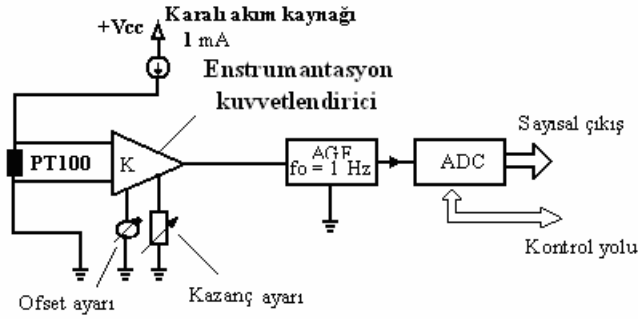 +Vcc
Karalı akım kaynağı
1 mA
Enstrumantasyon
kuvvetlendirici
PT100
K
AGF
fo = 1 Hz
ADC
Sayısal çıkış
Kontrol yolu
Ofset ayarı
Kazanç ayarı